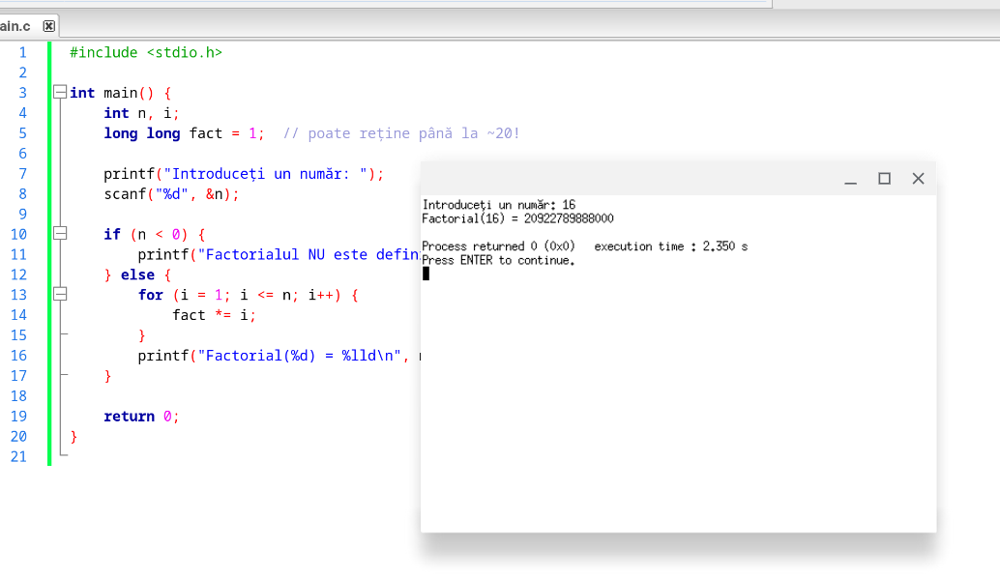 ain.c
1 #include <stdio.h>
2
3 int main() {
4 int n, i;
5 long long fact = 1; // poate reține până la ~20!
6
7 printf("Introduceți un număr: ");
8 scanf("%d", &n);
9
10 if (n < 0) {
11 printf("Factorialul NU este defin
12 } else {
13 for (i = 1; i <= n; i++) {
14 fact *= i;
15 }
16 printf("Factorial(%d) = %lld\n",
17 }
18
19 return 0;
20 }
21
Introduceți un număr: 16
Factorial(16) = 20922789888000
Process returned 0 (0x0) execution time : 2.350 s
Press ENTER to continue.